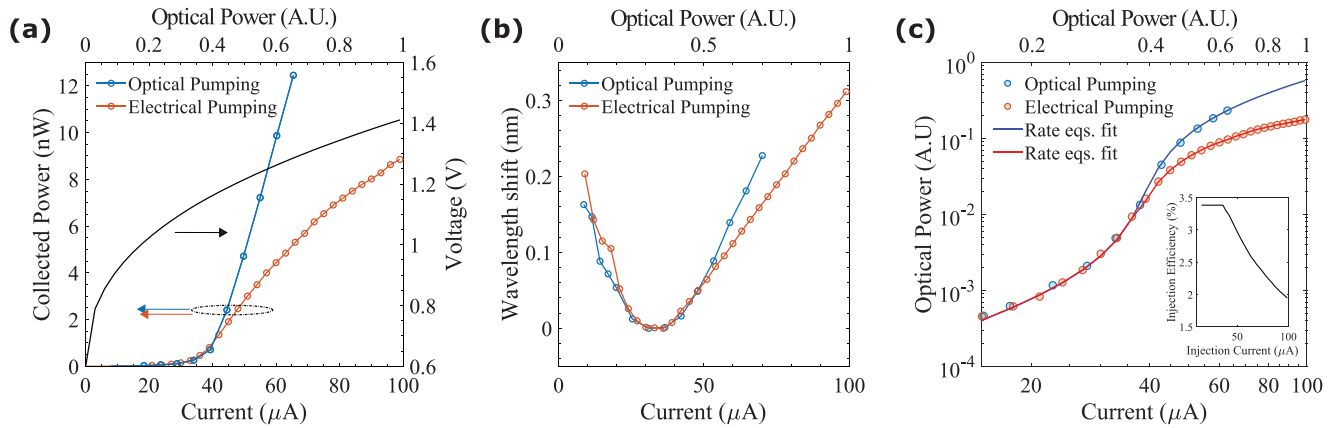 (a)
Optical Power (A.U.)
0 0.2 0.4 0.6 0.8 1
Optical Pumping
Electrical Pumping
Collected Power (nW)
12
10
8
6
4
2
0
1.6
1.4
1.2
1
0.8
0.6
Voltage (V)
0 20 40 60 80 100
Current (μA)
(b)
Optical Power (A.U.)
0 0.5 1
Optical Pumping
Electrical Pumping
Wavelength shift (nm)
0.3
0.2
0.1
0
0 50 100
Current (μA)
(c)
Optical Power (A.U.)
0.2 0.4 0.6 0.8 1
Optical Pumping
Electrical Pumping
Rate eqs. fit
Rate eqs. fit
Optical Power (A.U)
10⁰
10⁻¹
10⁻²
10⁻³
10⁻⁴
20 40 60 80 100
Current (μA)
Injection Efficiency (%)
3.5
3
2.5
2
1.5
50 100
Injection Current (μA)